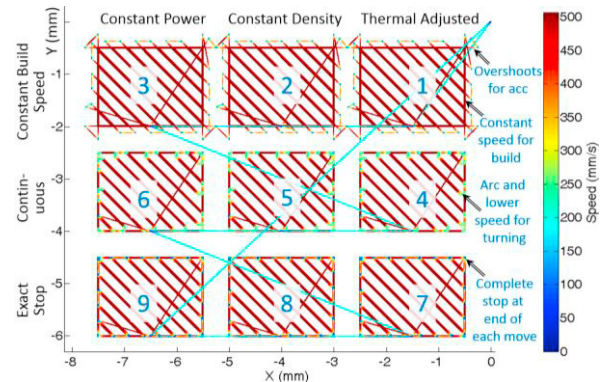 Constant Power Constant Density Thermal Adjusted
Y (mm)
Constant Build
Speed
Contin-
uous
Exact
Stop
-1
-2
-3
-4
-5
-6
3 2 1
6 5 4
9 8 7
Overshoots
for acc
Constant
speed for
build
Arc and
lower
speed for
turning
Complete
stop at
end of
each move
-8 -7 -6 -5 -4 -3 -2 -1 0
X (mm)
500
450
400
350
300
250
200
150
100
50
0
Speed (mm/s)